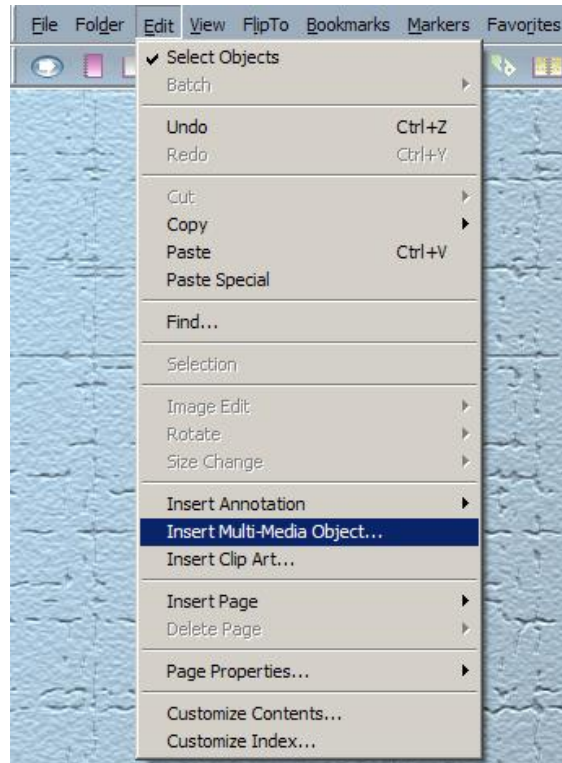 File Folder Edit View FlipTo Bookmarks Markers Favorites
Select Objects
Batch
Undo Ctrl+Z
Redo Ctrl+Y
Cut
Copy
Paste Ctrl+V
Paste Special
Find...
Selection
Image Edit
Rotate
Size Change
Insert Annotation
Insert Multi-Media Object...
Insert Clip Art...
Insert Page
Delete Page
Page Properties...
Customize Contents...
Customize Index...